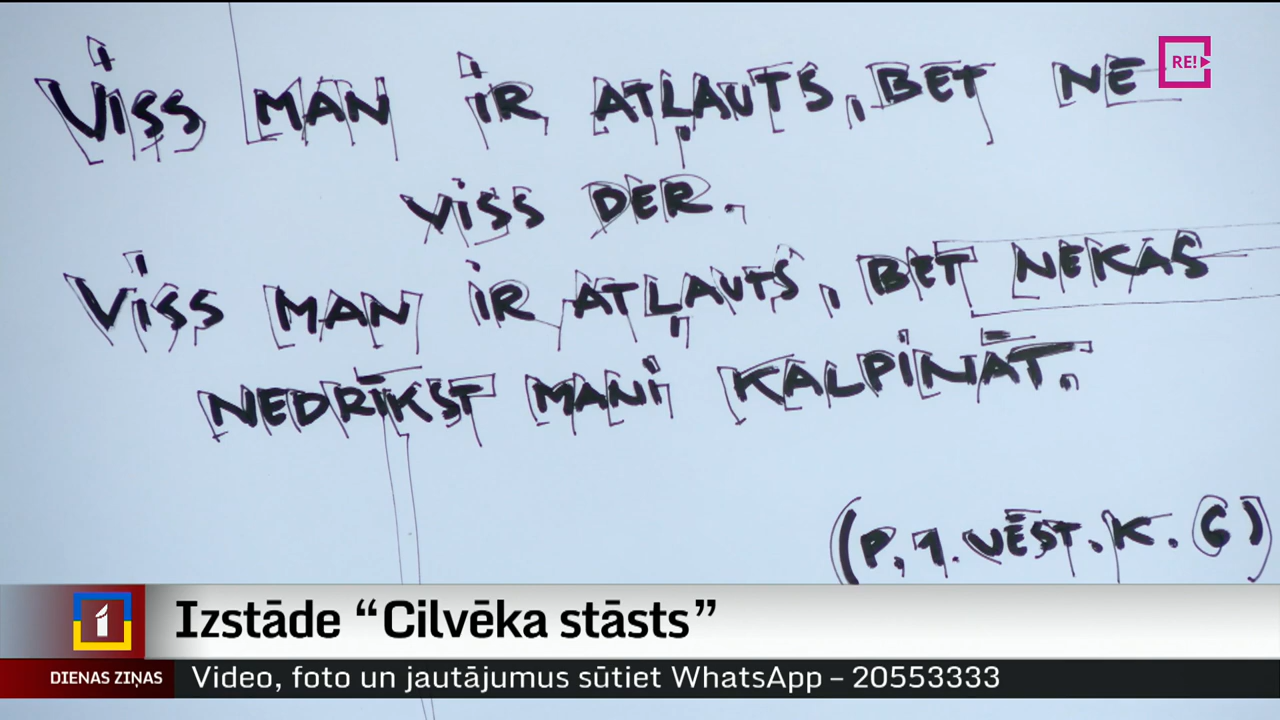 RE!
VISS MAN IR ATĻAUTS, BET NE
VISS DER.
VISS MAN IR ATĻAUTS, BET NEKAS
NEDRĪKST MANI KALPINĀT.
(P. 1. VĒST. K. 6)
1 Izstāde “Cilvēka stāsts”
DIENAS ZIŅAS Video, foto un jautājumus sūtiet WhatsApp – 20553333